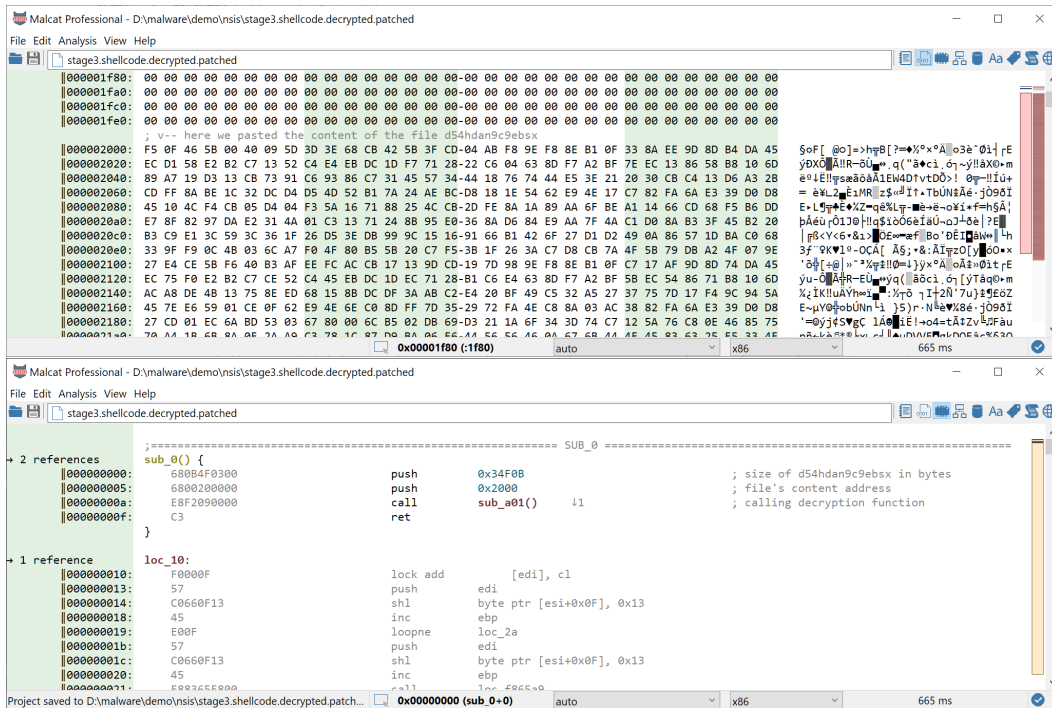 Malcat Professional - D:\malware\demo\nsis\stage3.shellcode.decrypted.patched
File Edit Analysis View Help
stage3.shellcode.decrypted.patched
000001f80: 00 00 00 00 00 00 00 00 00 00 00 00 00 00 00 00-00 00 00 00 00 00 00 00 00 00 00 00 00 00 00 00
000001fa0: 00 00 00 00 00 00 00 00 00 00 00 00 00 00 00 00-00 00 00 00 00 00 00 00 00 00 00 00 00 00 00 00
000001fc0: 00 00 00 00 00 00 00 00 00 00 00 00 00 00 00 00-00 00 00 00 00 00 00 00 00 00 00 00 00 00 00 00
000001fe0: 00 00 00 00 00 00 00 00 00 00 00 00 00 00 00 00-00 00 00 00 00 00 00 00 00 00 00 00 00 00 00 00
; v-- here we pasted the content of the file d54hdan9c9ebsx
000002000: F5 0F 46 5B 00 40 09 5D 3D 3E 68 CB 42 5B 3F CD-04 AB F8 9E F8 8E B1 0F 33 8A EE 9D 8D B4 DA 45
000002020: EC D1 58 E2 B2 C7 13 52 C4 E4 EB DC 1D F7 71 28-22 C6 04 63 8D F7 A2 BF 7E EC 13 86 58 B8 10 6D
000002040: 89 A7 19 D3 13 CB 73 91 C6 93 86 C7 31 45 57 34-44 18 76 74 44 E5 3E 21 20 30 CB C4 13 D6 A3 2B
000002060: CD FF 8A BE 1C 32 DC D4 D5 4D 52 B1 7A 24 AE BC-D8 18 1E 54 62 E9 4E 17 C7 82 FA 6A E3 39 D0 D8
000002080: 45 10 4C F4 CB 05 D4 04 F3 5A 16 71 88 25 4C CB-2D FE 8A 1A 89 AA 6F BE A1 14 66 CD 68 F5 B6 DD
0000020a0: E7 8F 82 97 DA E2 31 4A 01 C3 13 71 24 8B 95 E0-36 8A D6 84 E9 AA 7F 4A C1 D0 8A B3 3F 45 B2 20
0000020c0: B3 C9 E1 3C 59 3C 36 1F 26 D5 3E DB 99 9C 15 16-91 66 B1 42 6F 27 D1 D2 49 0A 86 57 1D BA C0 68
0000020e0: 33 9F F9 0C 4B 03 6C A7 F0 4F 80 B5 5B 20 C7 F5-3B 1F 26 3A C7 D8 CB 7A 4F 5B 79 DB A2 4F 07 9E
000002100: 27 E4 CE 5B F6 40 B3 AF EE FC AC CB 17 13 9D CD-19 7D 98 9E F8 8E B1 0F C7 17 AF 9D 8D 74 DA 45
000002120: EC 75 F0 E2 B2 C7 CE 52 C4 45 EB DC 1D EC 71 28-B1 C6 E4 63 8D F7 A2 BF 5B EC 54 86 71 B8 10 6D
000002140: AC A8 DE 4B 13 75 8E ED 68 15 8B DC DF 3A AB C2-E4 20 BF 49 C5 32 A5 27 37 75 7D 17 F4 9C 94 5A
000002160: 45 7E E6 59 01 CE 0F 62 E9 4E 6E C0 8D FF 7D 35-29 72 FA 4E C8 8A 03 AC 38 82 FA 6A E3 39 D0 D8
000002180: 27 CD 01 EC 6A BD 53 03 67 80 00 6C B5 02 DB 69-D3 21 1A 6F 34 3D 74 C7 12 5A 76 C8 0E 46 85 75
0x00001f80 (:1f80) auto x86 665 ms
Malcat Professional - D:\malware\demo\nsis\stage3.shellcode.decrypted.patched
File Edit Analysis View Help
stage3.shellcode.decrypted.patched
;============================================================== SUB_0 ==============================================================
→ 2 references sub_0() {
000000000: 680B4F0300 push 0x34F0B ; size of d54hdan9c9ebsx in bytes
000000005: 6800200000 push 0x2000 ; file's content address
00000000a: E8F2090000 call sub_a01() ↓1 ; calling decryption function
00000000f: C3 ret
}
→ 1 reference loc_10:
000000010: F0000F lock add [edi], cl
000000013: 57 push edi
000000014: C0660F13 shl byte ptr [esi+0x0F], 0x13
000000018: 45 inc ebp
000000019: E00F loopne loc_2a
00000001b: 57 push edi
00000001c: C0660F13 shl byte ptr [esi+0x0F], 0x13
000000020: 45 inc ebp
000000021: E88365F800 call loc_f865a9
Project saved to D:\malware\demo\nsis\stage3.shellcode.decrypted.patch... 0x00000000 (sub_0+0) auto x86 665 ms